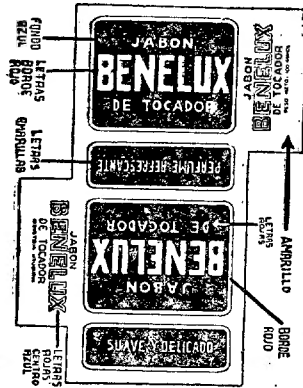 FONDO
AZUL
LETRAS
BORDE
ROJO
JABON
BENELUX
DE TOCADOR
JABON
BENELUX
DE TOCADOR
LETRAS
AMARILLAS
PERFUME REFRESCANTE
AMARILLO
LETRAS
ROJAS
JABON
BENELUX
DE TOCADOR
JABON
BENELUX
DE TOCADOR
BORDE
ROJO
SUAVE Y DELICADO
LETRAS
ROJAS
CENTRO
AZUL